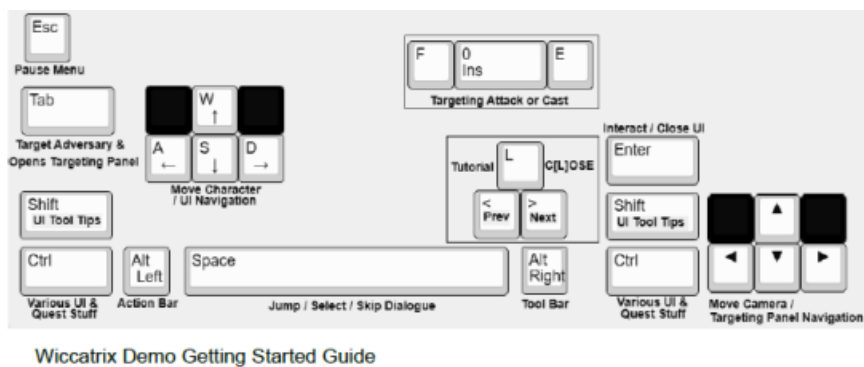 Esc
Pause Menu
F
0
Ins
E
Targeting Attack or Cast
Tab
Target Adversary &
Opens Targeting Panel
W
↑
A
←
S
↓
D
→
Move Character
/ UI Navigation
Tutorial
L
C[L]OSE
<
Prev
>
Next
Interact / Close UI
Enter
Shift
UI Tool Tips
Shift
UI Tool Tips
▲
◄
▼
►
Ctrl
Various UI &
Quest Stuff
Alt
Left
Action Bar
Space
Jump / Select / Skip Dialogue
Alt
Right
Tool Bar
Ctrl
Various UI &
Quest Stuff
Move Camera /
Targeting Panel Navigation
Wiccatrix Demo Getting Started Guide